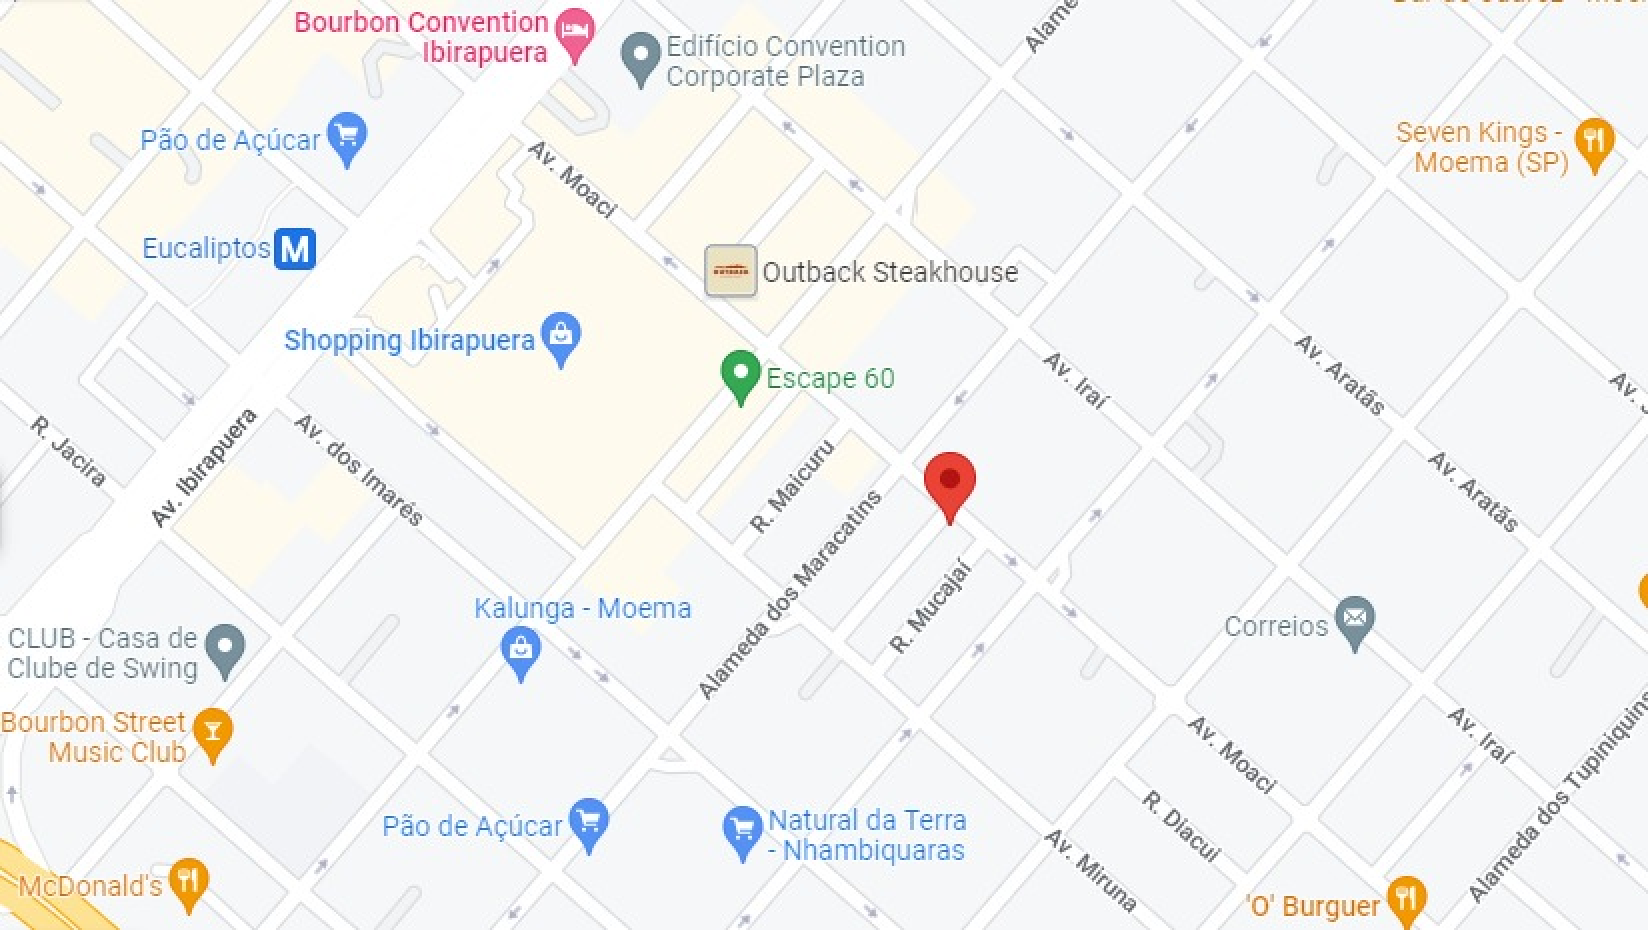 Bourbon Convention
Ibirapuera
Edifício Convention
Corporate Plaza
Alame
Pão de Açúcar
Seven Kings -
Moema (SP)
Av. Moaci
Eucaliptos
M
Outback Steakhouse
Shopping Ibirapuera
Escape 60
Av. Iraí
Av. Aratãs
Av.
R. Jacira
Av. Ibirapuera
Av. dos Imarés
R. Maicuru
Av. Aratãs
Alameda dos Maracatins
R. Mucajaí
Kalunga - Moema
Correios
CLUB - Casa de
Clube de Swing
Bourbon Street
Music Club
Av. Moaci
Av. Iraí
Alameda dos Tupiniquins
Pão de Açúcar
Natural da Terra
- Nhambiquaras
R. Diacui
Av. Miruna
McDonald's
'O' Burguer